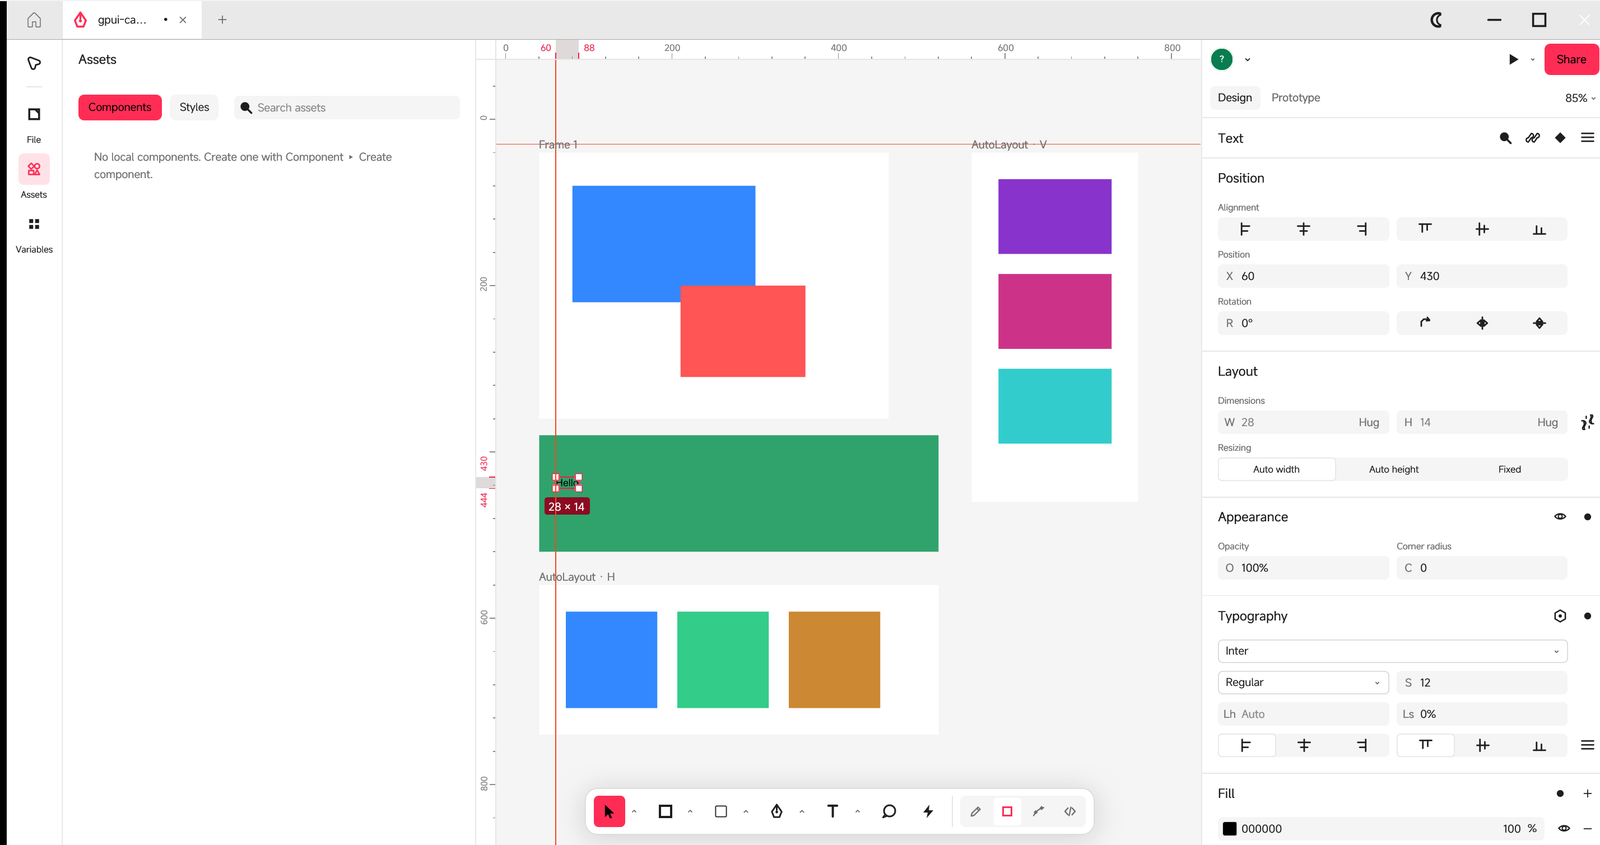 gpui-ca... •
Assets
Components Styles Search assets
No local components. Create one with Component ▸ Create
component.
File
Assets
Variables
0 60 88 200 400 600 800
0
200
430
444
600
800
Frame 1
AutoLayout · V
Hello
28 × 14
AutoLayout · H
T
? Share
Design Prototype 85%
Text
Position
Alignment
Position
X 60 Y 430
Rotation
R 0°
Layout
Dimensions
W 28 Hug H 14 Hug
Resizing
Auto width Auto height Fixed
Appearance
Opacity Corner radius
O 100% C 0
Typography
Inter
Regular S 12
Lh Auto Ls 0%
Fill
000000 100 %